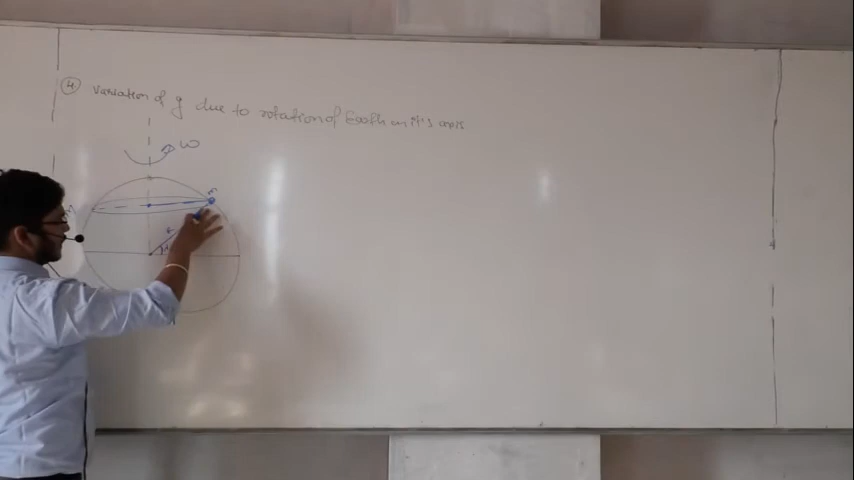 ④ Variation of g due to rotation of Earth on it's axis
ω
m